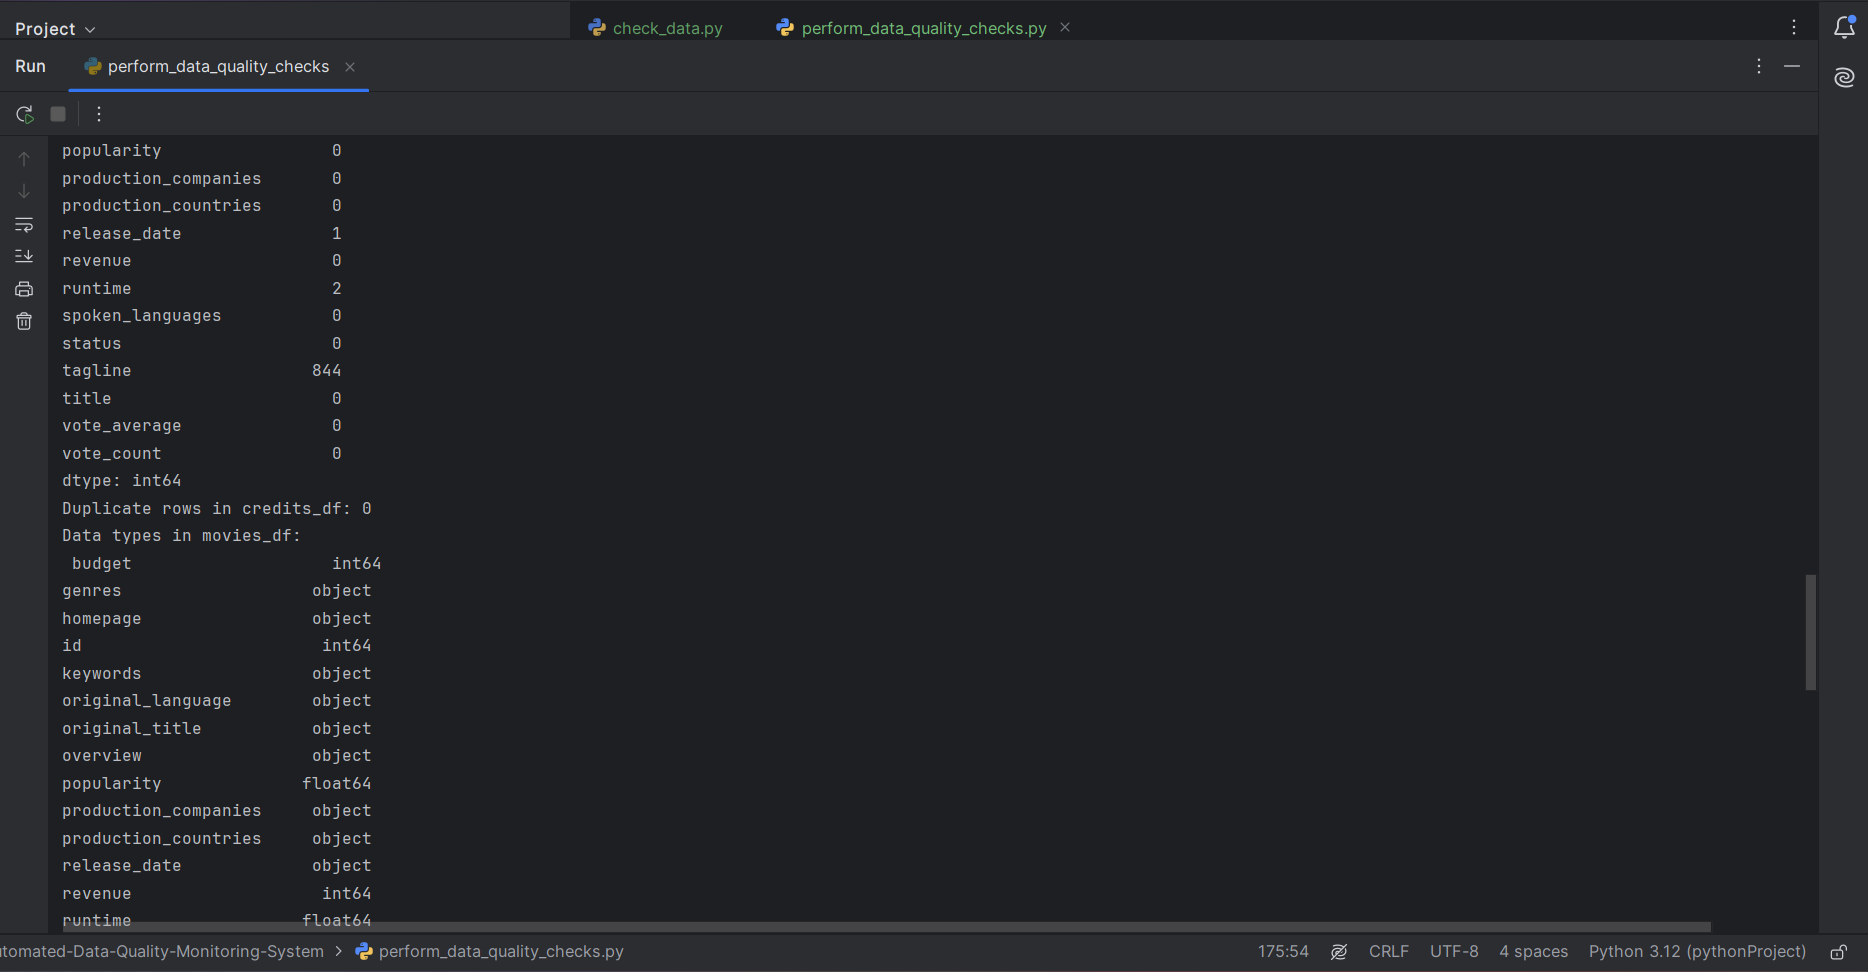 Project
check_data.py
perform_data_quality_checks.py
Run
perform_data_quality_checks
popularity 0
production_companies 0
production_countries 0
release_date 1
revenue 0
runtime 2
spoken_languages 0
status 0
tagline 844
title 0
vote_average 0
vote_count 0
dtype: int64
Duplicate rows in credits_df: 0
Data types in movies_df:
budget int64
genres object
homepage object
id int64
keywords object
original_language object
original_title object
overview object
popularity float64
production_companies object
production_countries object
release_date object
revenue int64
runtime float64
utomated-Data-Quality-Monitoring-System > perform_data_quality_checks.py
175:54 CRLF UTF-8 4 spaces Python 3.12 (pythonProject)